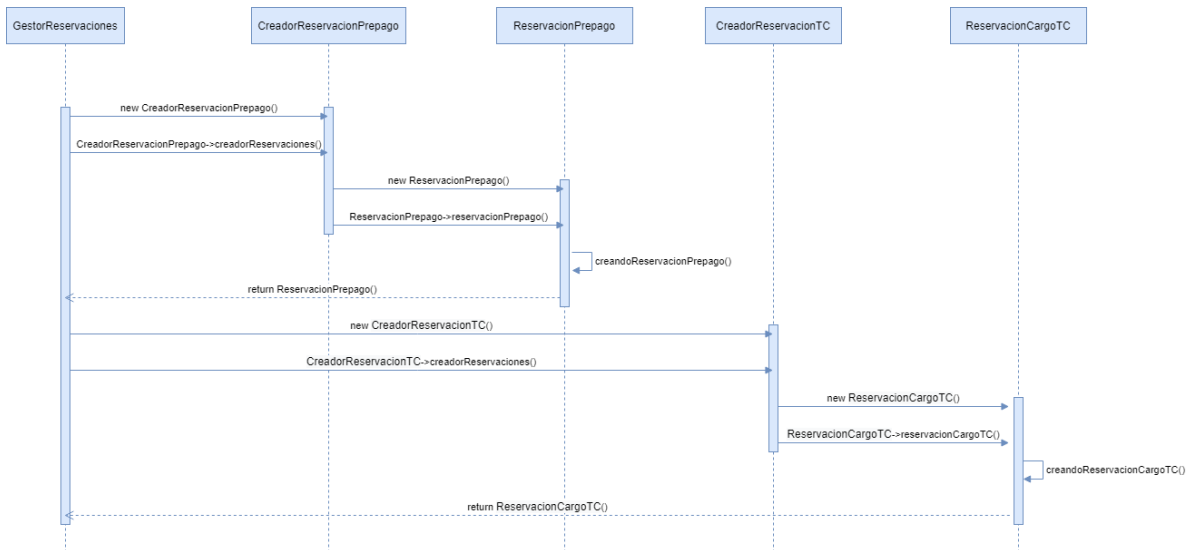 GestorReservaciones
CreadorReservacionPrepago
ReservacionPrepago
CreadorReservacionTC
ReservacionCargoTC
new CreadorReservacionPrepago()
CreadorReservacionPrepago->creadorReservaciones()
new ReservacionPrepago()
ReservacionPrepago->reservacionPrepago()
creandoReservacionPrepago()
return ReservacionPrepago()
new CreadorReservacionTC()
CreadorReservacionTC->creadorReservaciones()
new ReservacionCargoTC()
ReservacionCargoTC->reservacionCargoTC()
creandoReservacionCargoTC()
return ReservacionCargoTC()